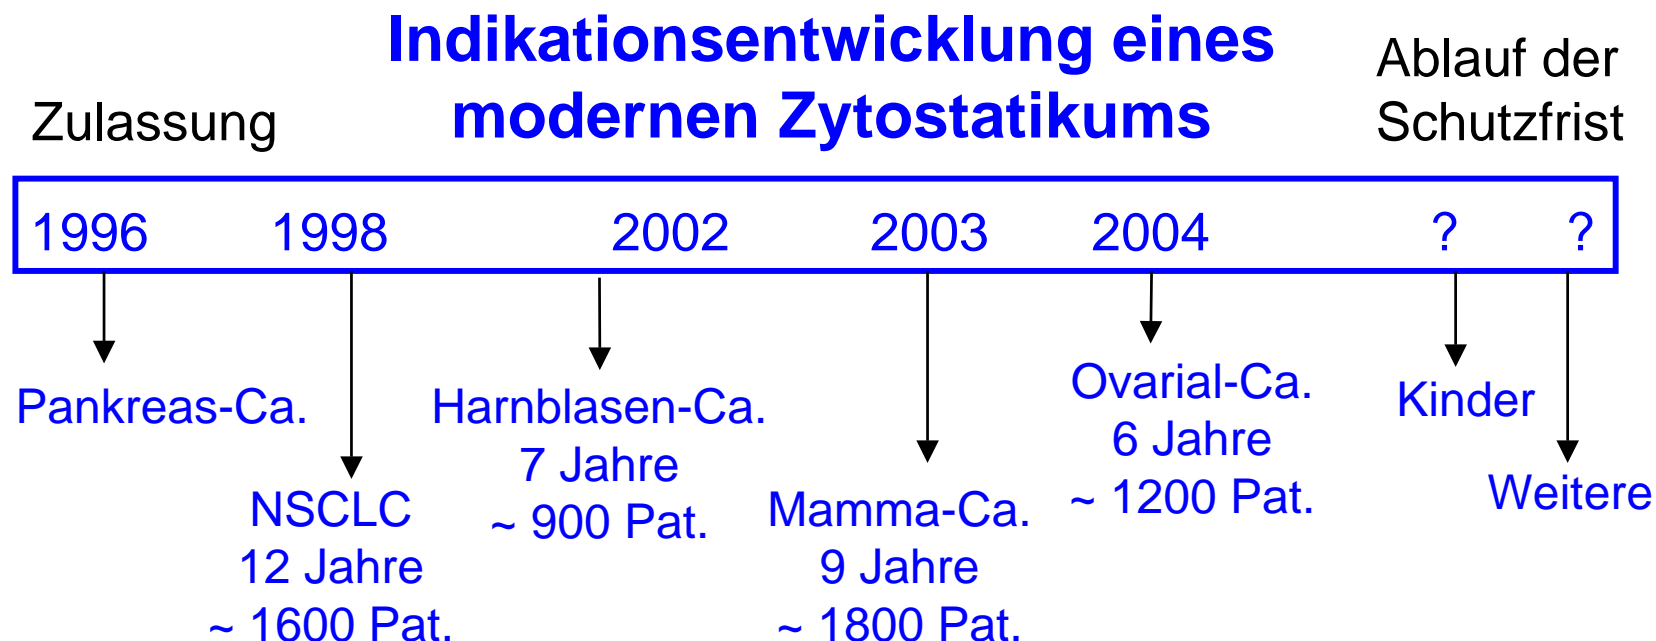 Indikationsentwicklung eines
modernen Zytostatikums
Zulassung
Ablauf der
Schutzfrist
1996 1998 2002 2003 2004 ? ?
Pankreas-Ca.
NSCLC
12 Jahre
~ 1600 Pat.
Harnblasen-Ca.
7 Jahre
~ 900 Pat.
Mamma-Ca.
9 Jahre
~ 1800 Pat.
Ovarial-Ca.
6 Jahre
~ 1200 Pat.
Kinder
Weitere